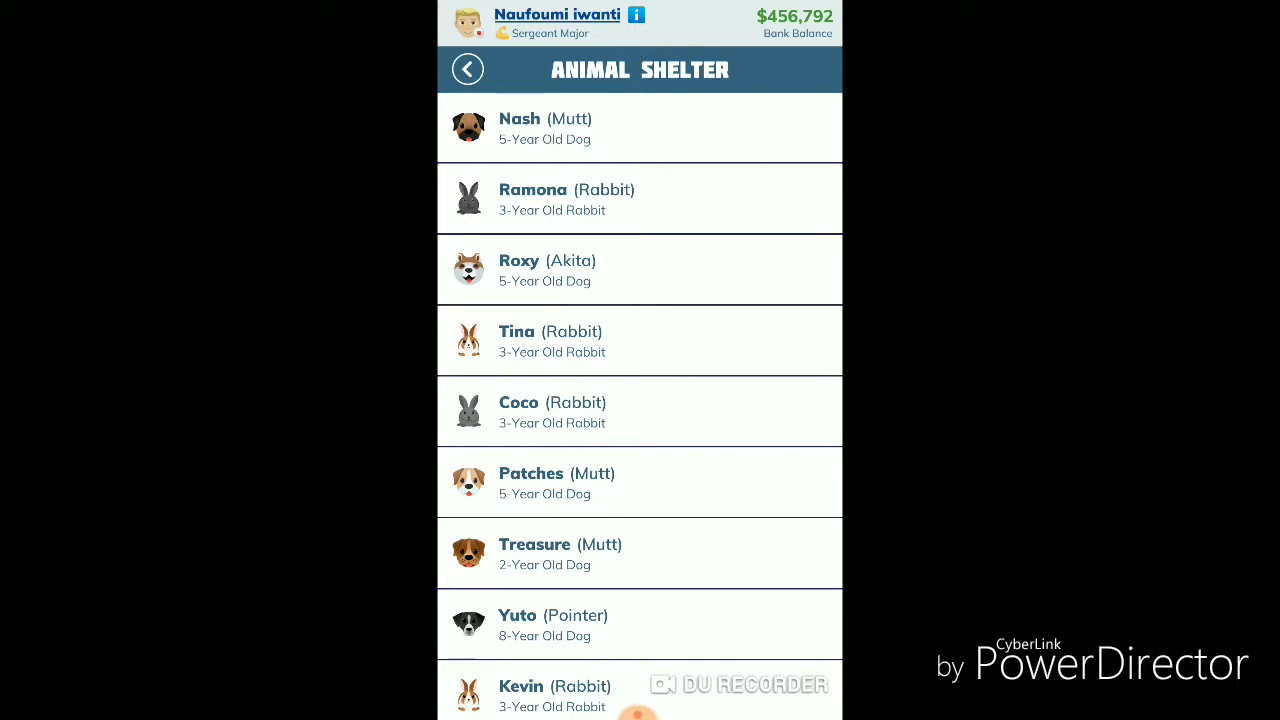 Naufoumi iwanti
$456,792
Sergeant Major
Bank Balance
ANIMAL SHELTER
Nash (Mutt)
5-Year Old Dog
Ramona (Rabbit)
3-Year Old Rabbit
Roxy (Akita)
5-Year Old Dog
Tina (Rabbit)
3-Year Old Rabbit
Coco (Rabbit)
3-Year Old Rabbit
Patches (Mutt)
5-Year Old Dog
Treasure (Mutt)
2-Year Old Dog
Yuto (Pointer)
8-Year Old Dog
Kevin (Rabbit)
3-Year Old Rabbit
DU RECORDER
CyberLink
by PowerDirector